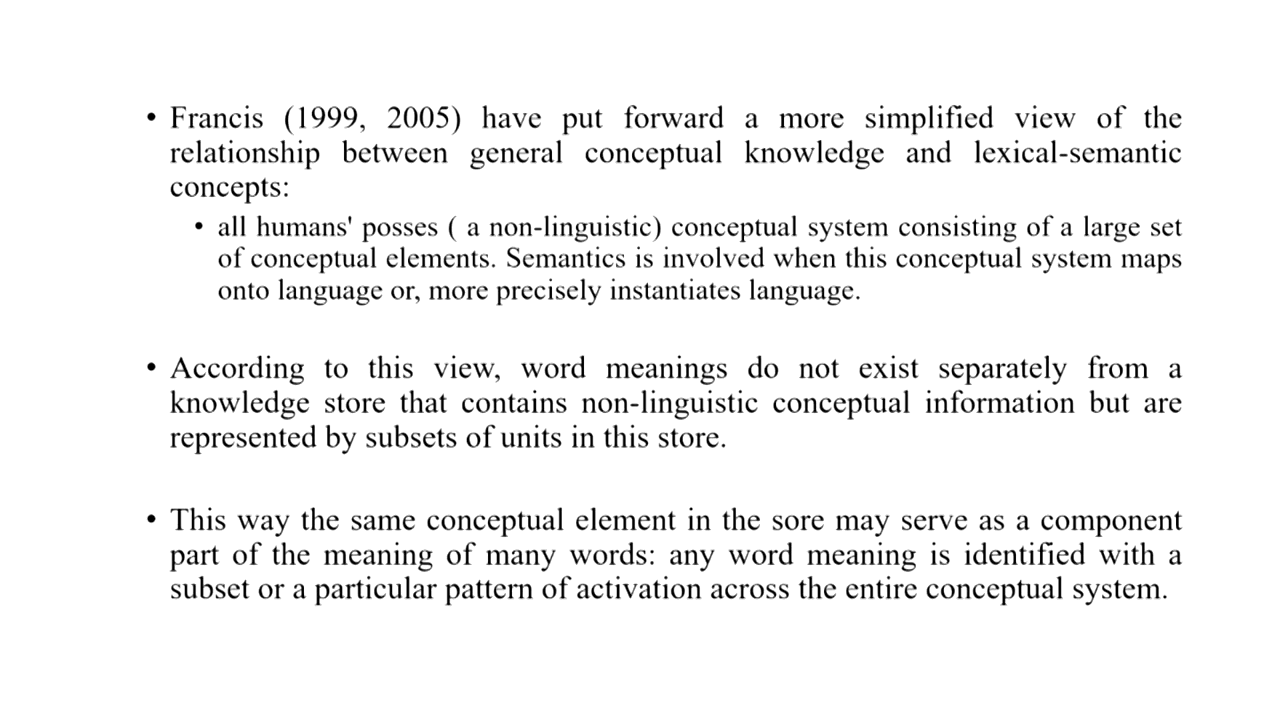 • Francis (1999, 2005) have put forward a more simplified view of the
relationship between general conceptual knowledge and lexical-semantic
concepts:
• all humans' posses ( a non-linguistic) conceptual system consisting of a large set
of conceptual elements. Semantics is involved when this conceptual system maps
onto language or, more precisely instantiates language.
• According to this view, word meanings do not exist separately from a
knowledge store that contains non-linguistic conceptual information but are
represented by subsets of units in this store.
• This way the same conceptual element in the sore may serve as a component
part of the meaning of many words: any word meaning is identified with a
subset or a particular pattern of activation across the entire conceptual system.